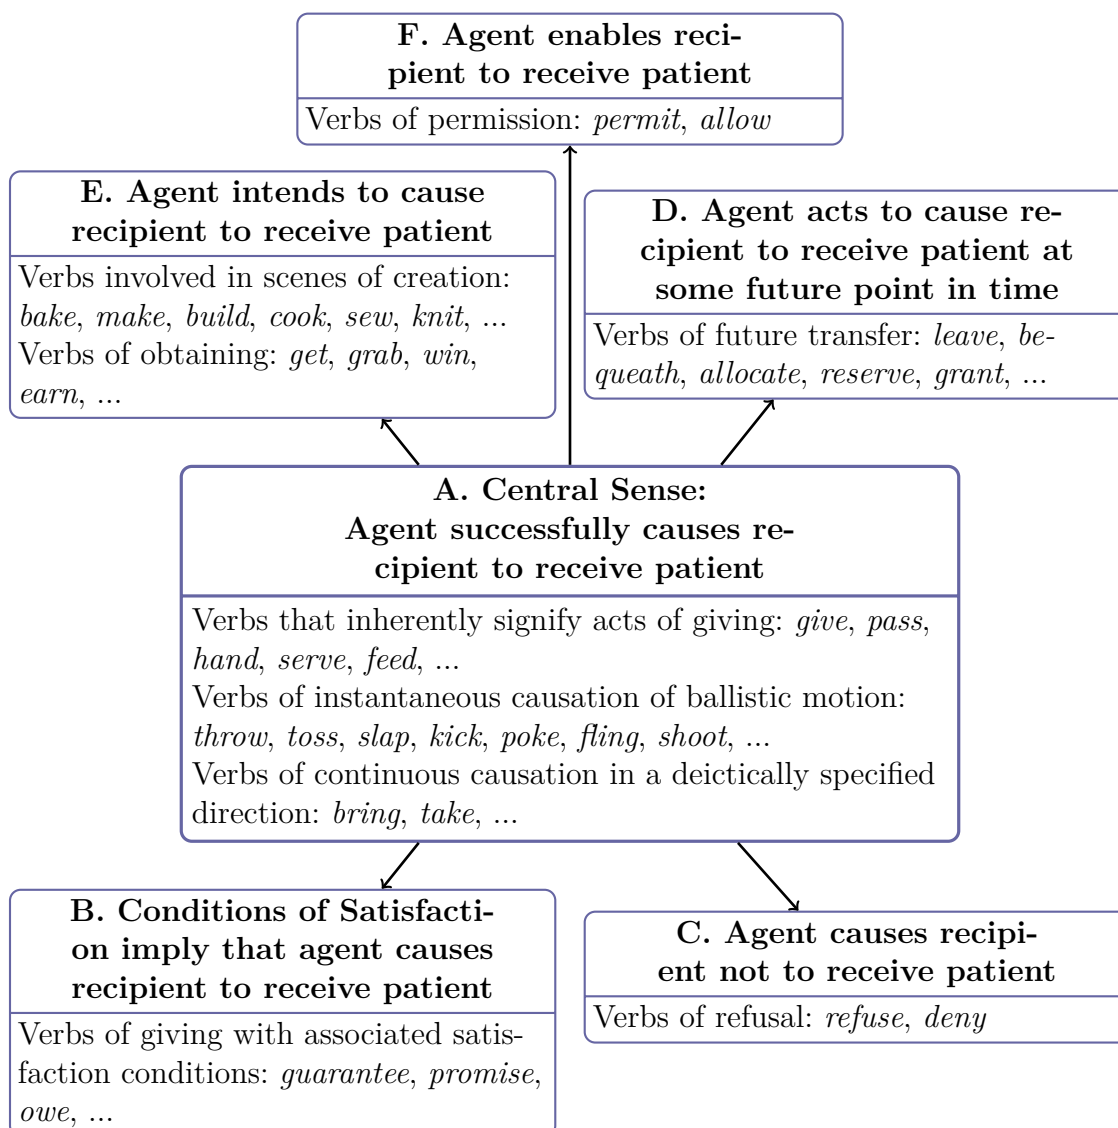 F. Agent enables reci-
pient to receive patient
Verbs of permission: permit, allow
E. Agent intends to cause
recipient to receive patient
Verbs involved in scenes of creation:
bake, make, build, cook, sew, knit, ...
Verbs of obtaining: get, grab, win,
earn, ...
D. Agent acts to cause re-
cipient to receive patient at
some future point in time
Verbs of future transfer: leave, be-
queath, allocate, reserve, grant, ...
A. Central Sense:
Agent successfully causes re-
cipient to receive patient
Verbs that inherently signify acts of giving: give, pass,
hand, serve, feed, ...
Verbs of instantaneous causation of ballistic motion:
throw, toss, slap, kick, poke, fling, shoot, ...
Verbs of continuous causation in a deictically specified
direction: bring, take, ...
B. Conditions of Satisfacti-
on imply that agent causes
recipient to receive patient
Verbs of giving with associated satis-
faction conditions: guarantee, promise,
owe, ...
C. Agent causes recipi-
ent not to receive patient
Verbs of refusal: refuse, deny